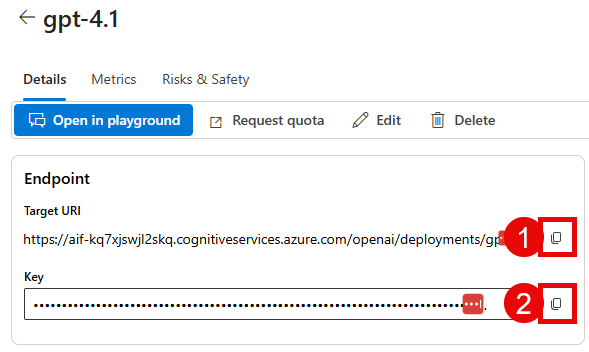 gpt-4.1
Details Metrics Risks & Safety
Open in playground Request quota Edit Delete
Endpoint
Target URI
https://aif-kq7xjswjl2skq.cognitiveservices.azure.com/openai/deployments/gp
1
Key
2